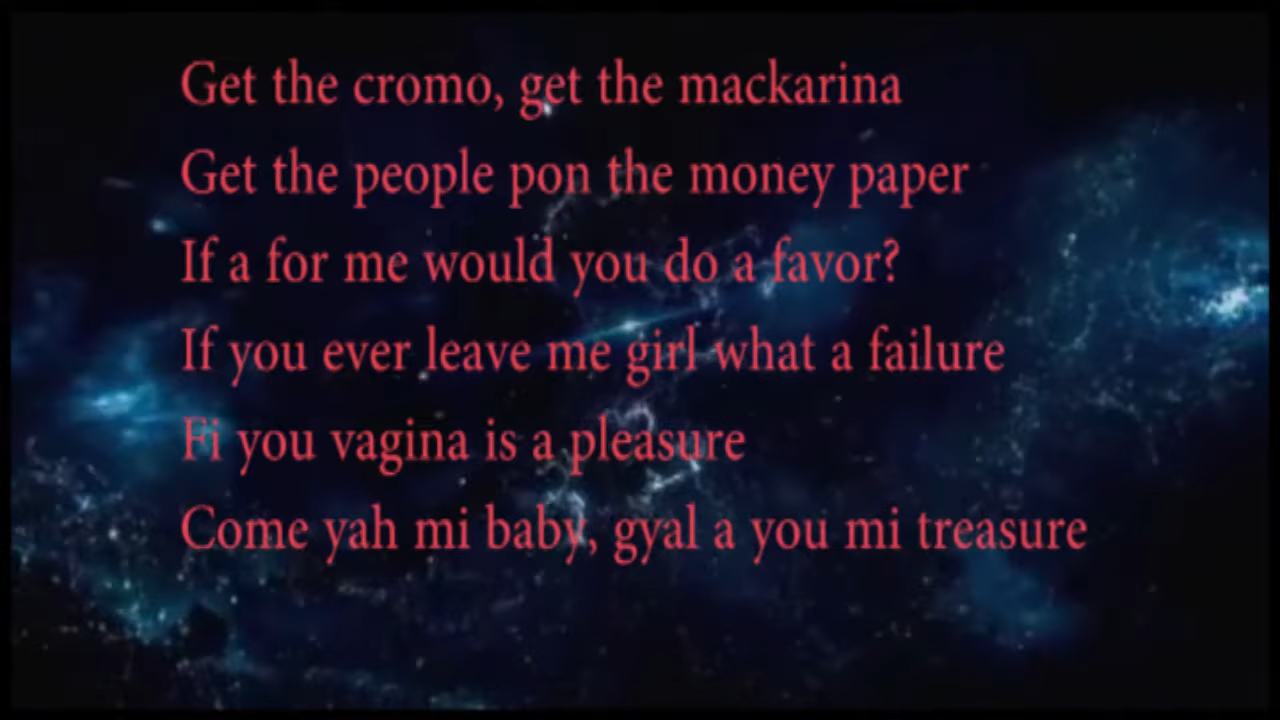 Get the cromo, get the mackarina
Get the people pon the money paper
If a for me would you do a favor?
If you ever leave me girl what a failure
Fi you vagina is a pleasure
Come yah mi baby, gyal a you mi treasure